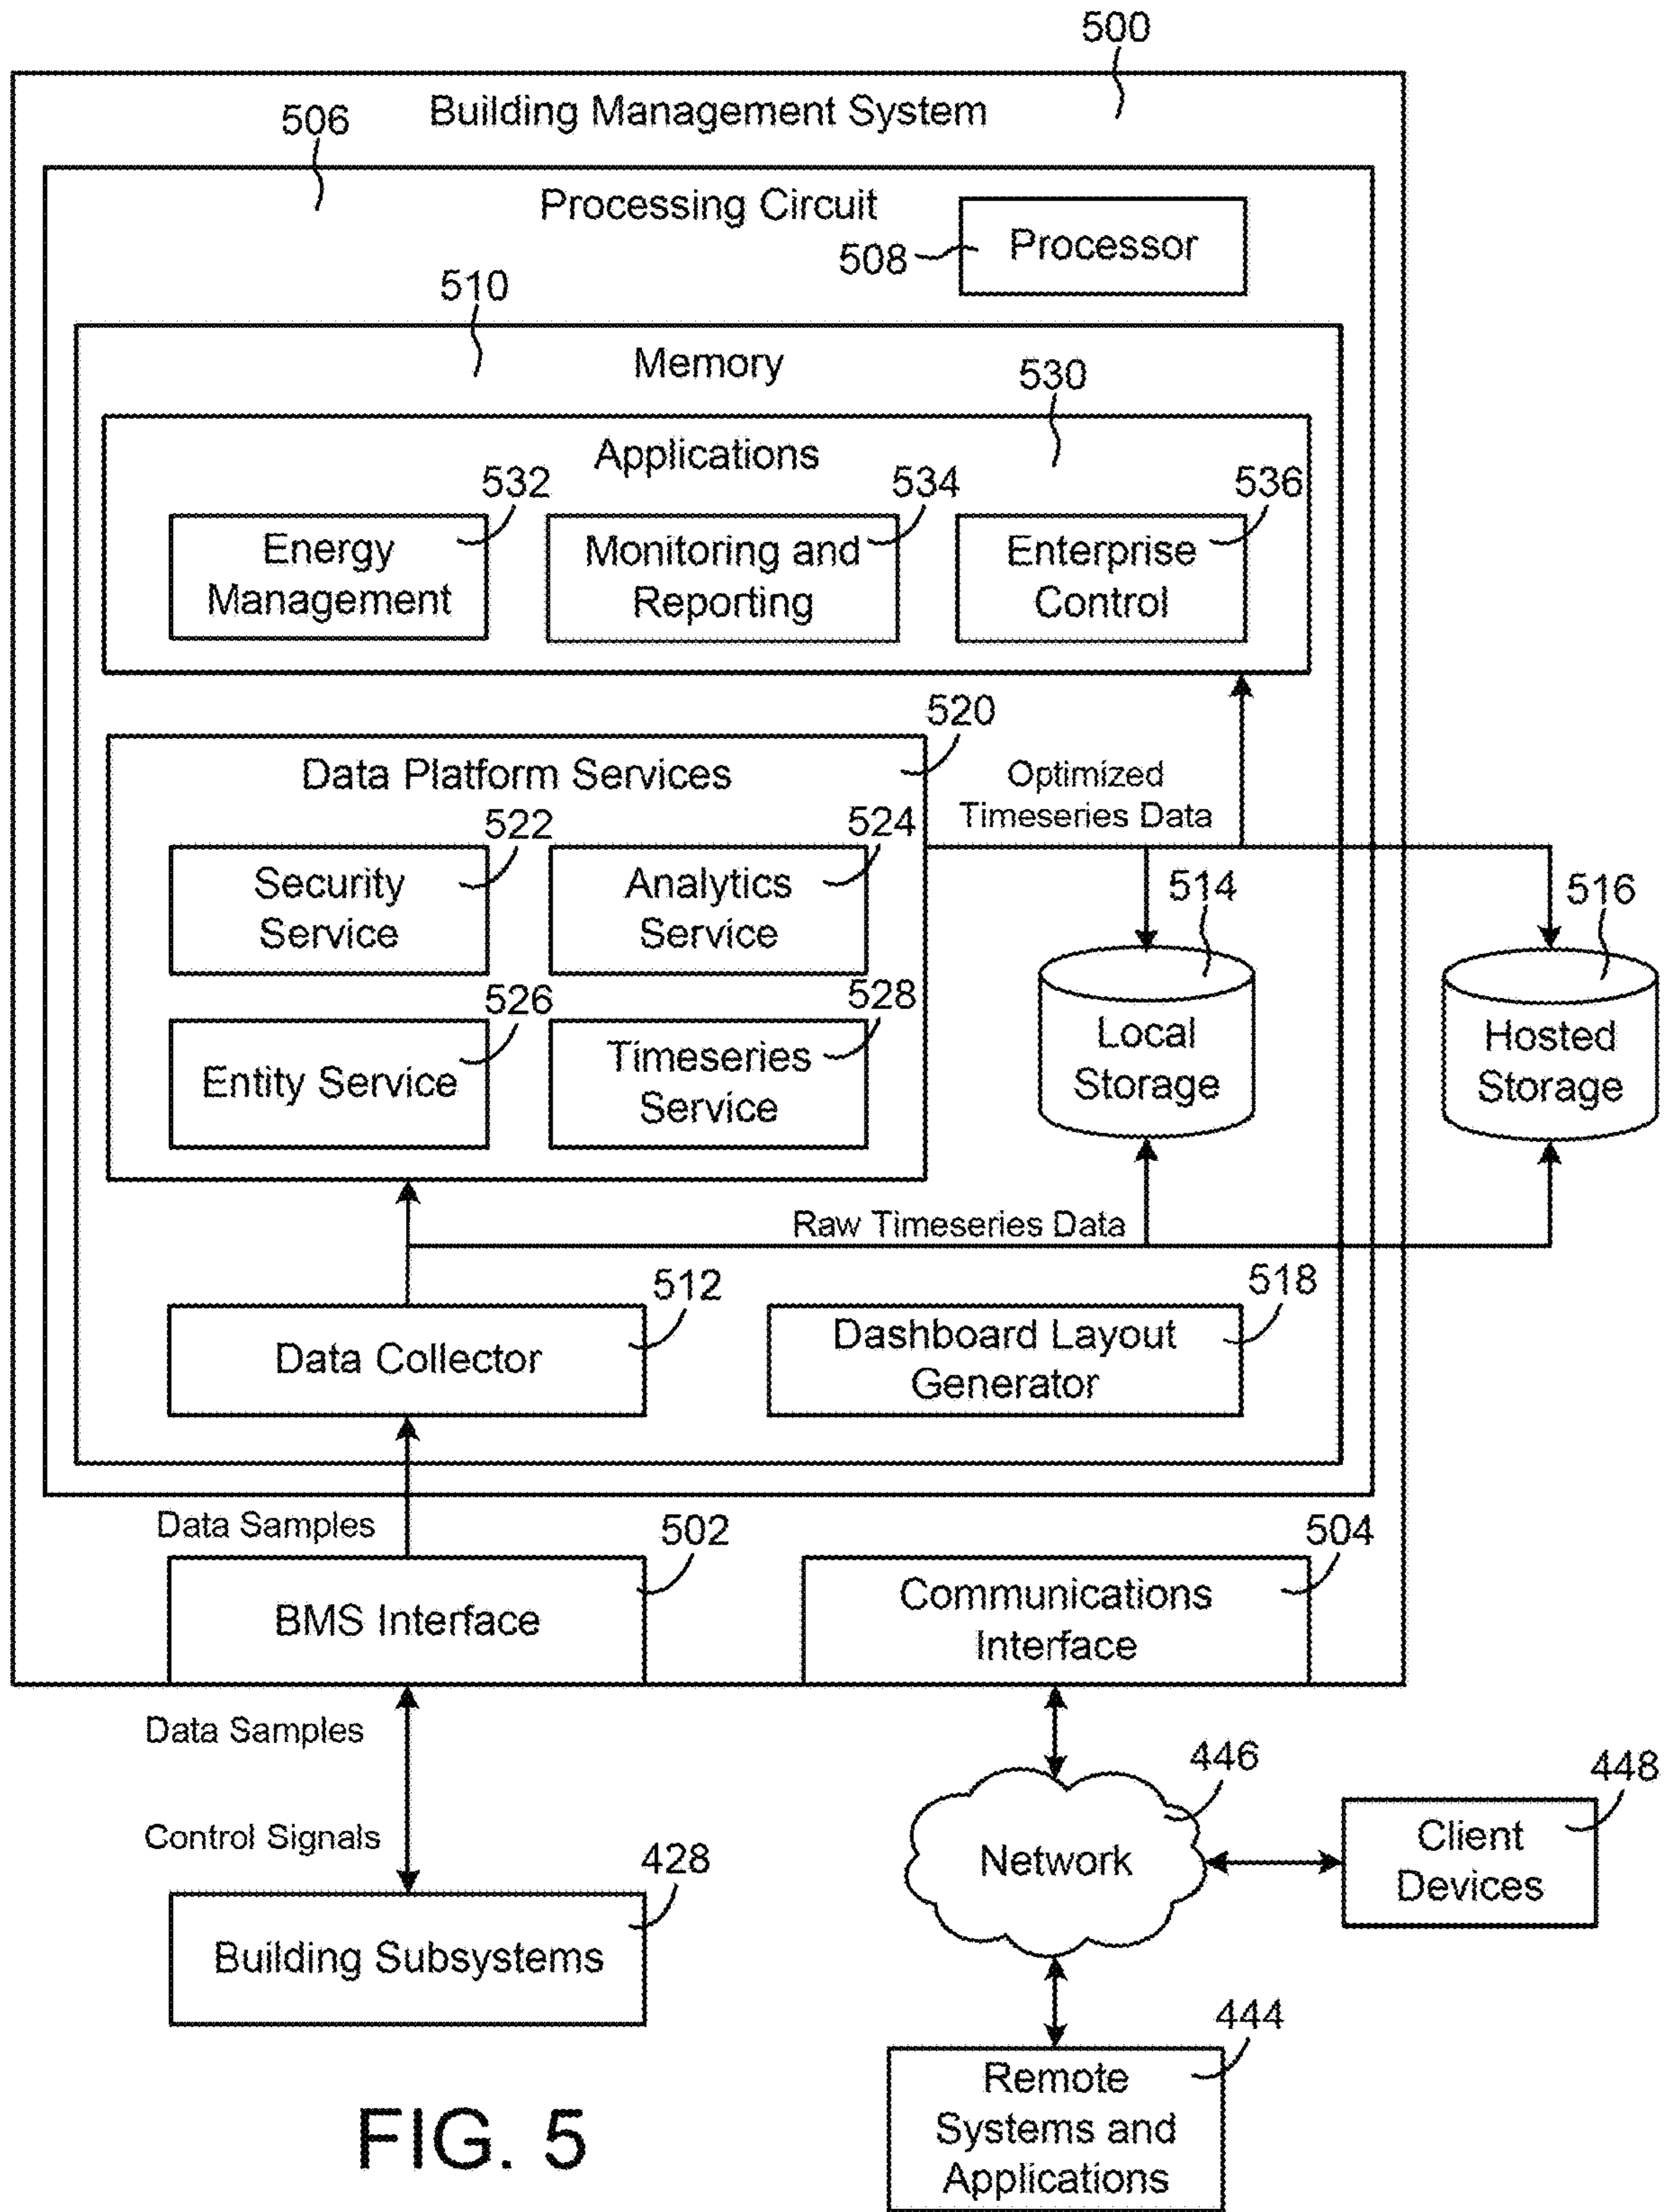 500
Building Management System
506
Processing Circuit
508
Processor
510
Memory
530
Applications
532
534
536
Energy
Management
Monitoring and
Reporting
Enterprise
Control
520
Data Platform Services
Optimized
Timeseries Data
522
524
Security
Service
Analytics
Service
514
516
526
528
Entity Service
Timeseries
Service
Local
Storage
Hosted
Storage
Raw Timeseries Data
512
518
Data Collector
Dashboard Layout
Generator
Data Samples
502
504
BMS Interface
Communications
Interface
Data Samples
Control Signals
446
448
Network
Client
Devices
428
Building Subsystems
444
Remote
Systems and
Applications
FIG. 5